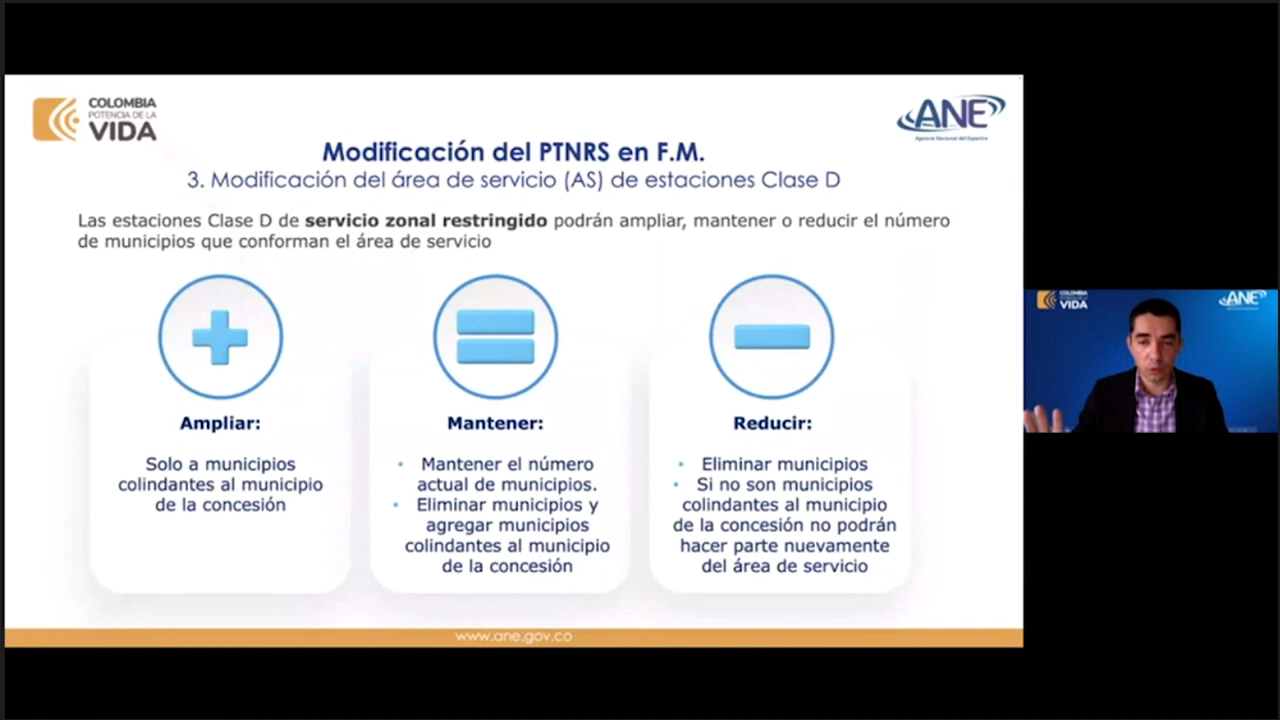 COLOMBIA
POTENCIA DE LA
VIDA
ANE
Agencia Nacional del Espectro
Modificación del PTNRS en F.M.
3. Modificación del área de servicio (AS) de estaciones Clase D
Las estaciones Clase D de servicio zonal restringido podrán ampliar, mantener o reducir el número
de municipios que conforman el área de servicio
Ampliar:
Solo a municipios
colindantes al municipio
de la concesión
Mantener:
• Mantener el número
actual de municipios.
• Eliminar municipios y
agregar municipios
colindantes al municipio
de la concesión
Reducir:
• Eliminar municipios
• Si no son municipios
colindantes al municipio
de la concesión no podrán
hacer parte nuevamente
del área de servicio
www.ane.gov.co
COLOMBIA
VIDA
ANE